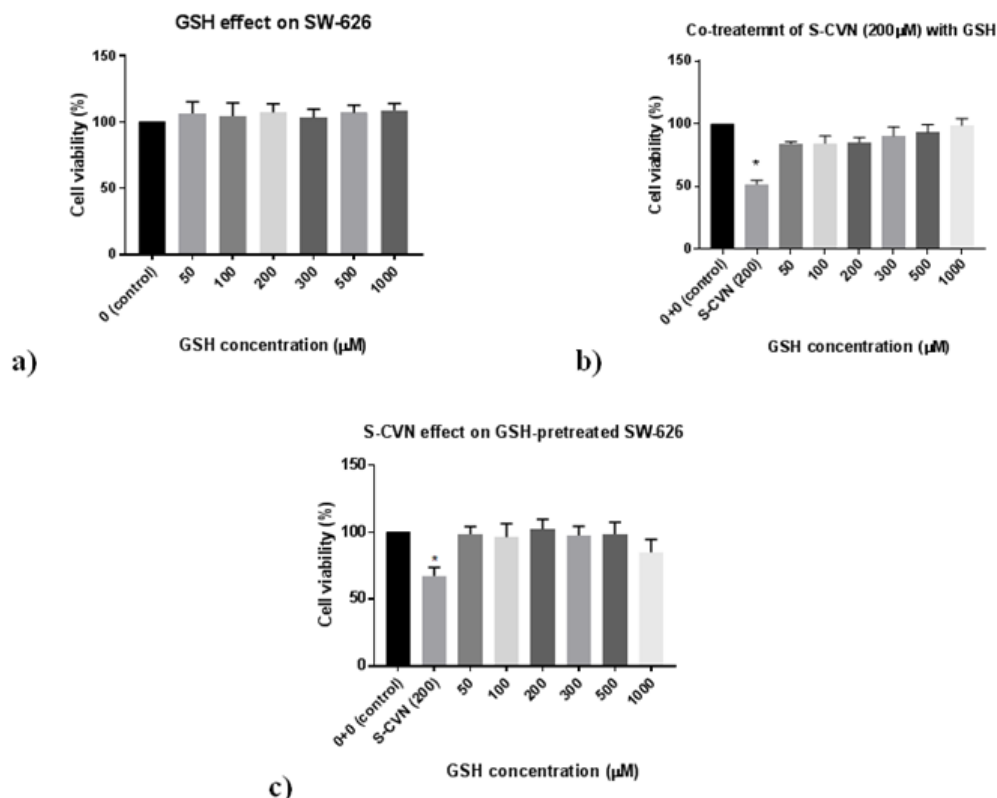 GSH effect on SW-626
Cell viability (%)
150
100
50
0
0 (control)
50
100
200
300
500
1000
GSH concentration (µM)
a)
Co-treatemnt of S-CVN (200µM) with GSH
Cell viability (%)
150
100
50
0
*
0+0 (control)
S-CVN (200)
50
100
200
300
500
1000
GSH concentration (µM)
b)
S-CVN effect on GSH-pretreated SW-626
Cell viability (%)
150
100
50
0
*
0+0 (control)
S-CVN (200)
50
100
200
300
500
1000
GSH concentration (µM)
c)